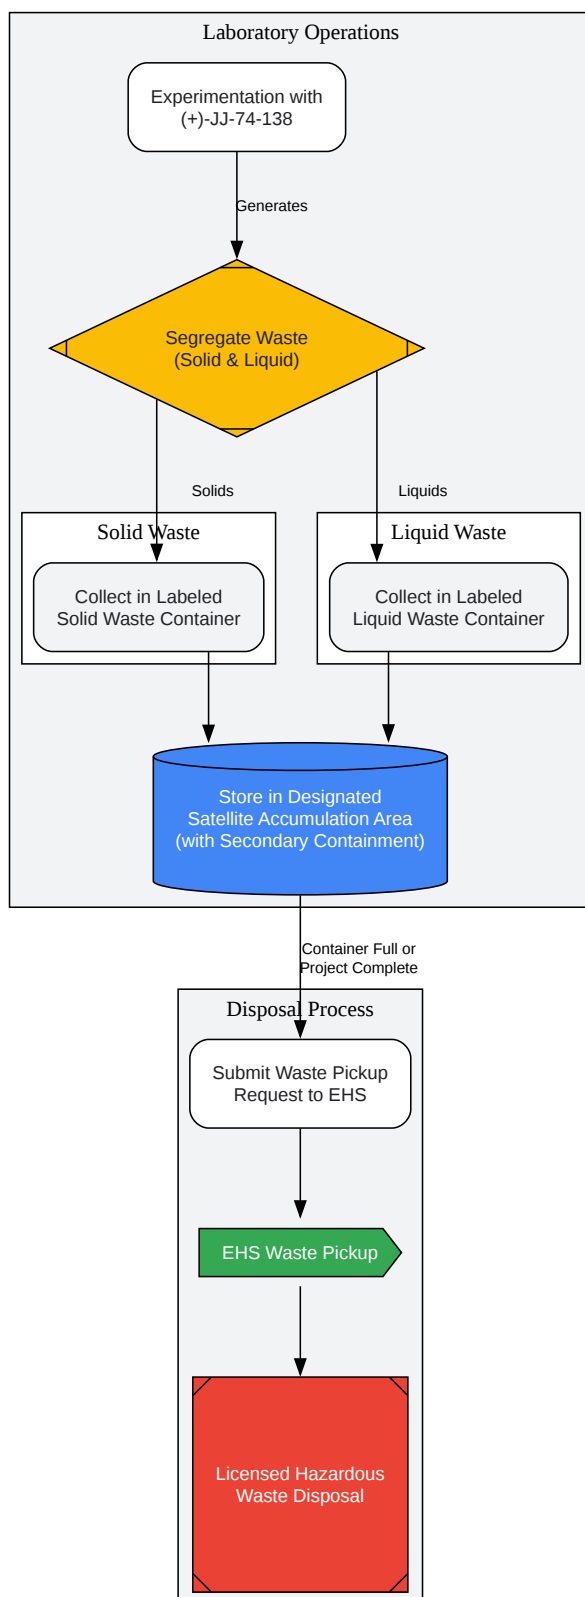 Laboratory Operations
Experimentation with
(+)-JJ-74-138
Generates
Segregate Waste
(Solid & Liquid)
Solids
Liquids
Solid Waste
Liquid Waste
Collect in Labeled
Solid Waste Container
Collect in Labeled
Liquid Waste Container
Store in Designated
Satellite Accumulation Area
(with Secondary Containment)
Container Full or
Project Complete
Disposal Process
Submit Waste Pickup
Request to EHS
EHS Waste Pickup
Licensed Hazardous
Waste Disposal